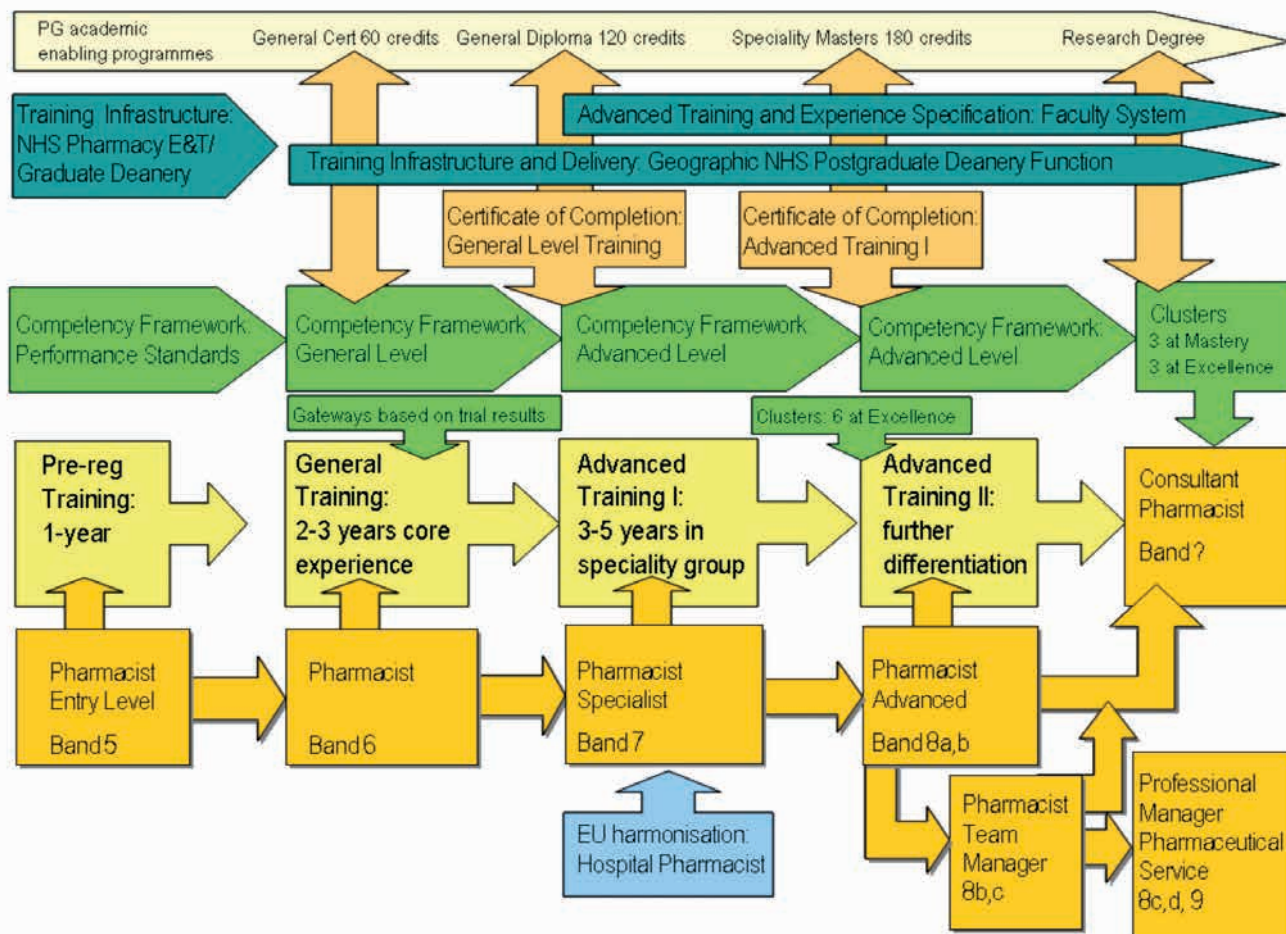 PG academic
enabling programmes
General Cert 60 credits
General Diploma 120 credits
Speciality Masters 180 credits
Research Degree
Training Infrastructure:
NHS Pharmacy E&T/
Graduate Deanery
Advanced Training and Experience Specification: Faculty System
Training Infrastructure and Delivery: Geographic NHS Postgraduate Deanery Function
Certificate of Completion:
General Level Training
Certificate of Completion:
Advanced Training I
Competency Framework:
Performance Standards
Competency Framework:
General Level
Competency Framework:
Advanced Level
Competency Framework:
Advanced Level
Clusters
3 at Mastery
3 at Excellence
Gateways based on trial results
Clusters: 6 at Excellence
Pre-reg
Training:
1-year
General
Training:
2-3 years core
experience
Advanced
Training I:
3-5 years in
speciality group
Advanced
Training II:
further
differentiation
Consultant
Pharmacist
Band ?
Pharmacist
Entry Level
Band 5
Pharmacist
Band 6
Pharmacist
Specialist
Band 7
Pharmacist
Advanced
Band 8a,b
EU harmonisation:
Hospital Pharmacist
Pharmacist
Team
Manager
8b,c
Professional
Manager
Pharmaceutical
Service
8c,d, 9